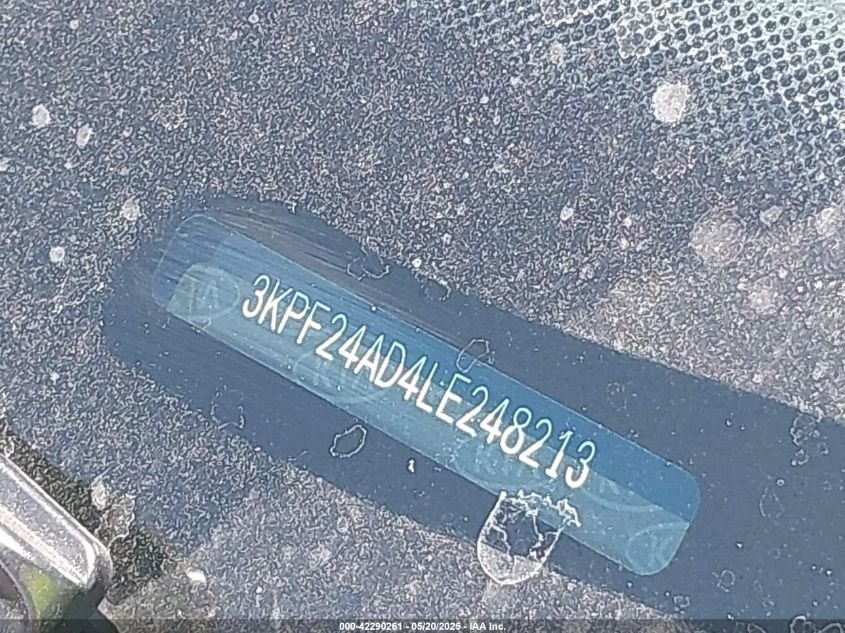 3KPF24AD4LE248213
000-42290261 - 05/20/2025 - IAA Inc.